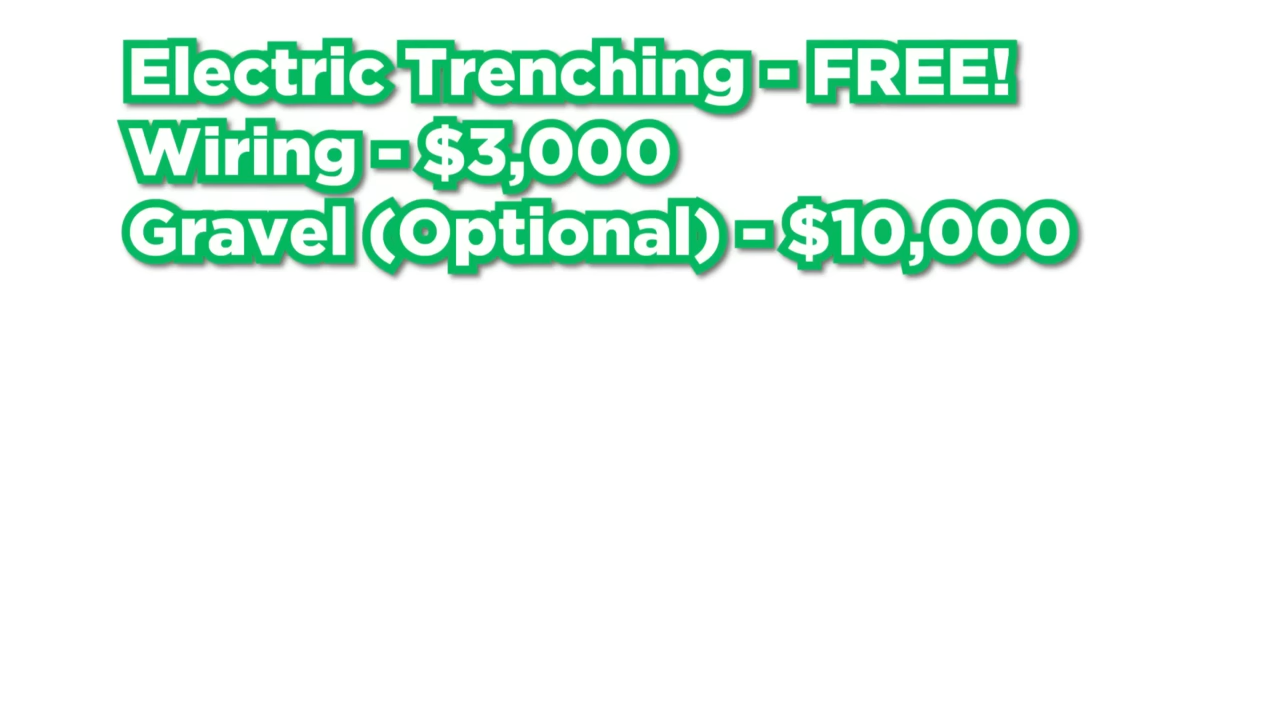 Electric Trenching - FREE!
Wiring - $3,000
Gravel (Optional) - $10,000